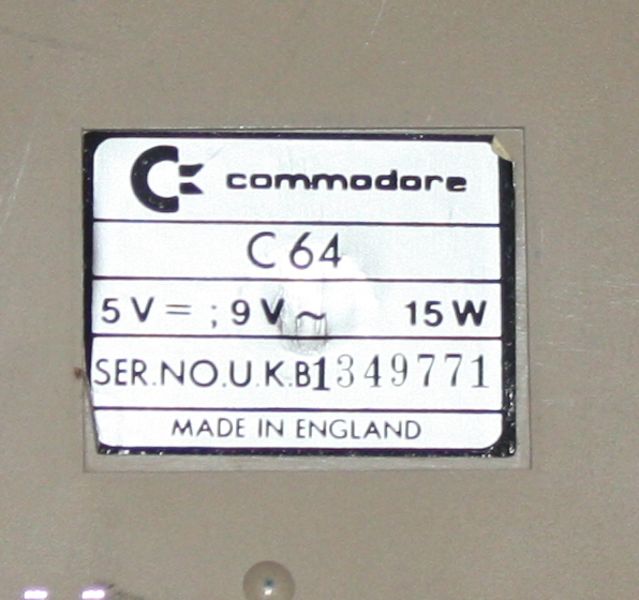 commodore
C 64
5 V = ; 9 V ~ 15 W
SER.NO.U.K.B1349771
MADE IN ENGLAND